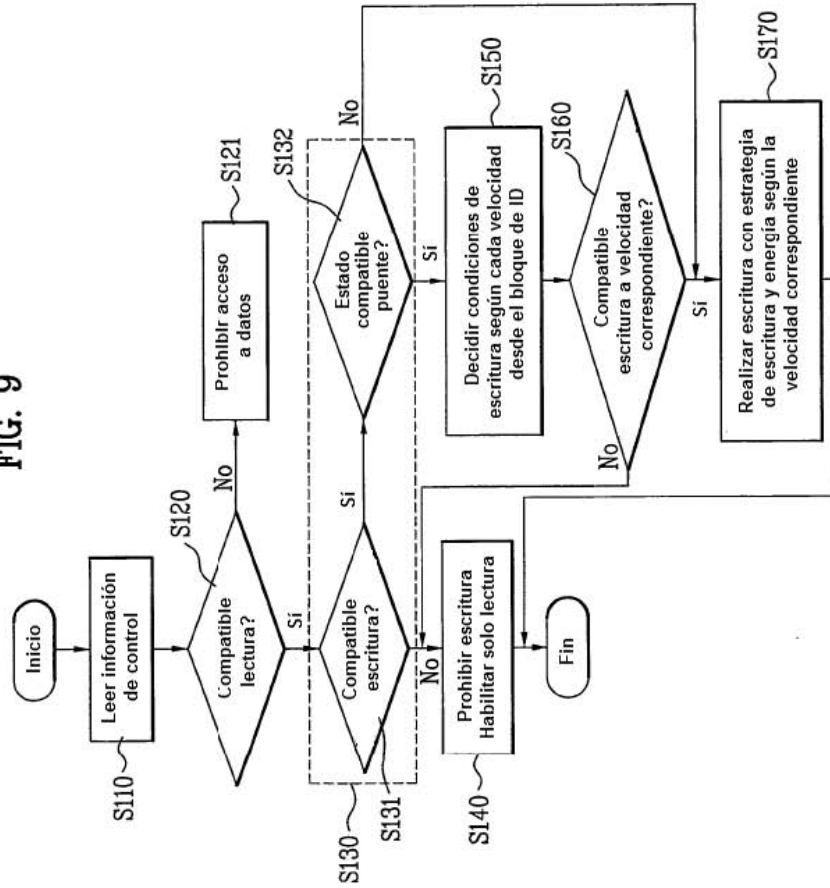 FIG. 9
Inicio
Leer información
de control
S110
Compatible
lectura?
S120
No
Prohibir acceso
a datos
S121
Sí
S130
Compatible
escritura?
S131
Sí
Estado
compatible
puente?
S132
No
Sí
No
Prohibir escritura
Habilitar solo lectura
S140
Decidir condiciones de
escritura según cada velocidad
desde el bloque de ID
S150
Compatible
escritura a velocidad
correspondiente?
S160
No
Sí
Realizar escritura con estrategia
de escritura y energía según la
velocidad correspondiente
S170
Fin